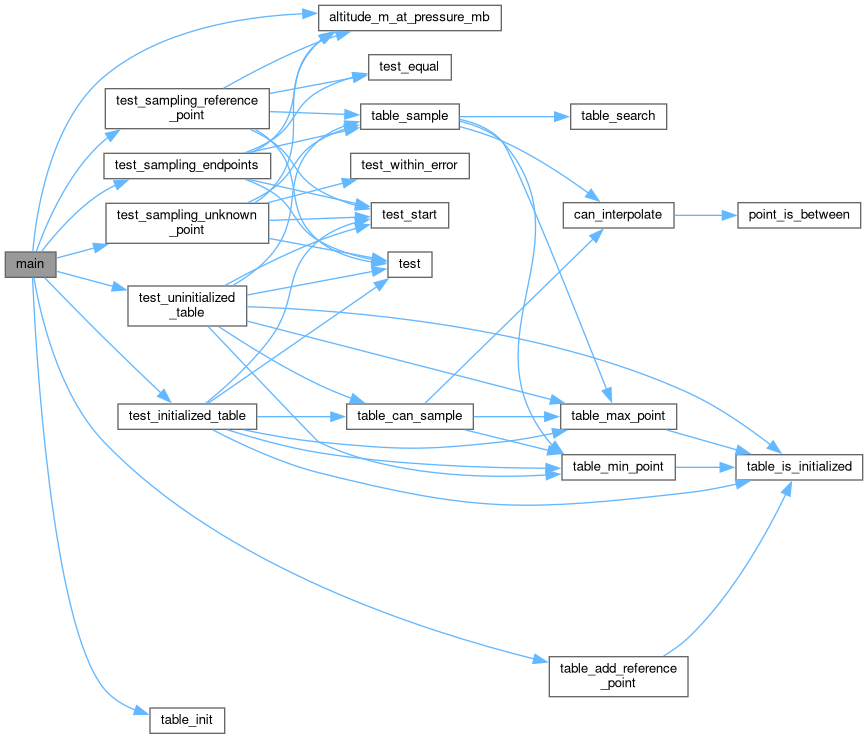 altitude_m_at_pressure_mb
test_equal
test_sampling_reference
_point
table_sample
table_search
test_sampling_endpoints
test_within_error
test_sampling_unknown
_point
test_start
can_interpolate
point_is_between
main
test
test_uninitialized
_table
test_initialized_table
table_can_sample
table_max_point
table_min_point
table_is_initialized
table_add_reference
_point
table_init